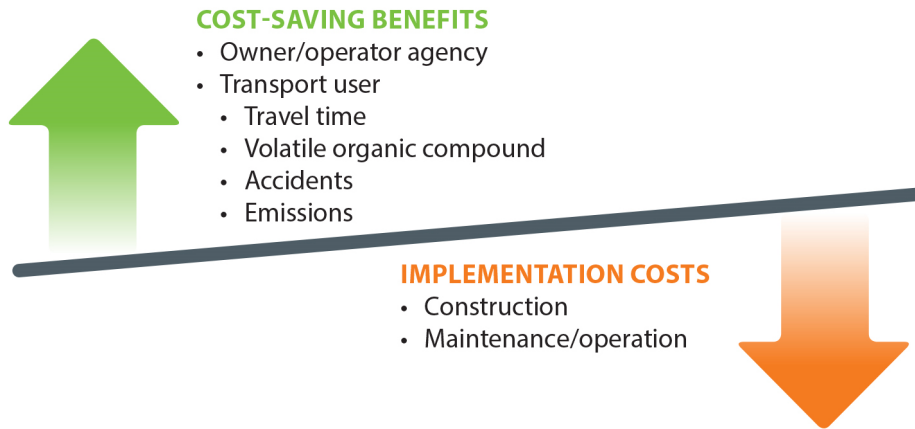 COST-SAVING BENEFITS
• Owner/operator agency
• Transport user
• Travel time
• Volatile organic compound
• Accidents
• Emissions
IMPLEMENTATION COSTS
• Construction
• Maintenance/operation